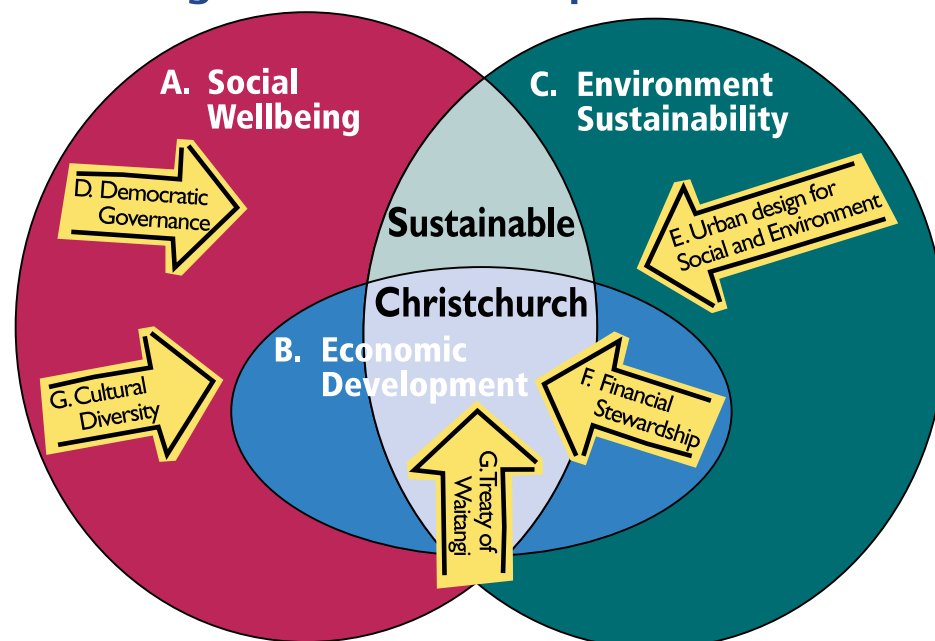 A. Social
Wellbeing
C. Environment
Sustainability
D. Democratic
Governance
E. Urban design for
Social and Environment
Sustainable
Christchurch
B. Economic
Development
G. Cultural
Diversity
F. Financial
Stewardship
G. Treaty of
Waitangi